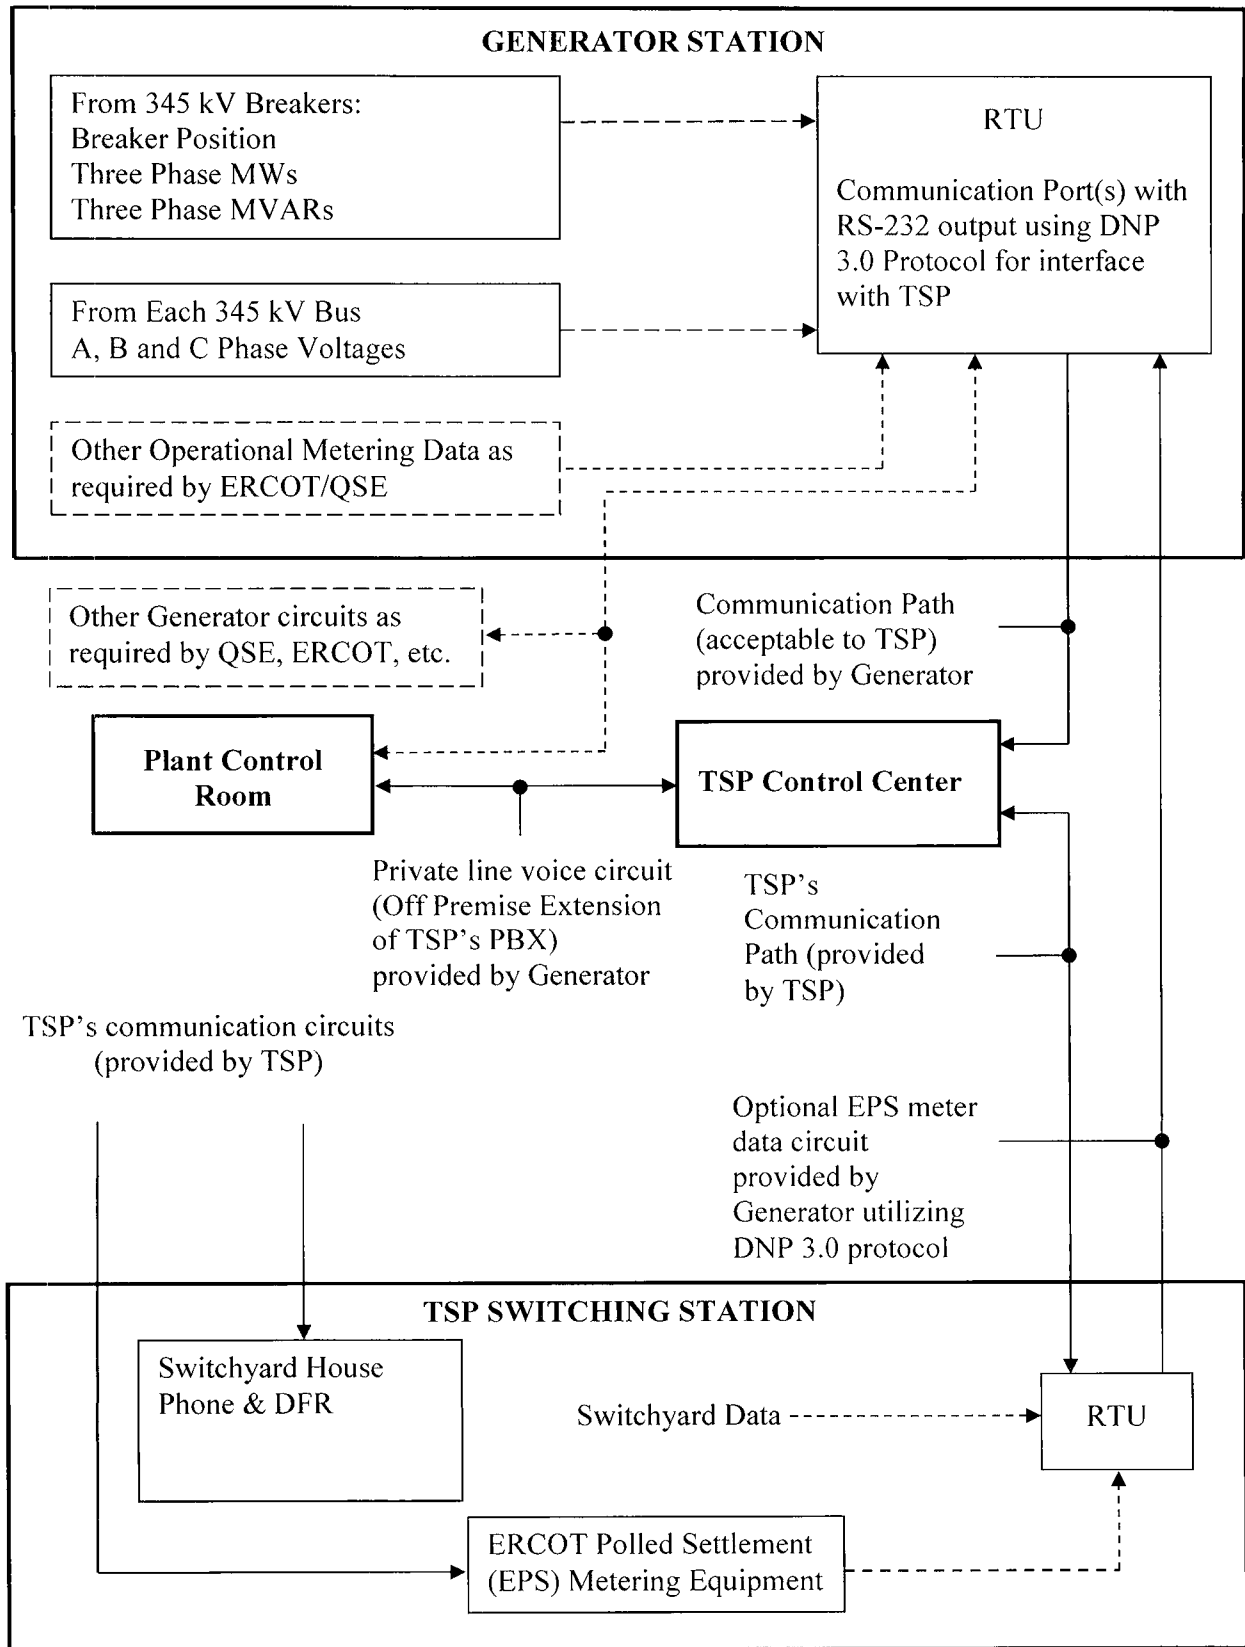 GENERATOR STATION
From 345 kV Breakers:
Breaker Position
Three Phase MWs
Three Phase MVARs
RTU
Communication Port(s) with
RS-232 output using DNP
3.0 Protocol for interface
with TSP
From Each 345 kV Bus
A, B and C Phase Voltages
Other Operational Metering Data as
required by ERCOT/QSE
Other Generator circuits as
required by QSE, ERCOT, etc.
Communication Path
(acceptable to TSP)
provided by Generator
Plant Control
Room
TSP Control Center
Private line voice circuit
(Off Premise Extension
of TSP's PBX)
provided by Generator
TSP's
Communication
Path (provided
by TSP)
TSP's communication circuits
(provided by TSP)
Optional EPS meter
data circuit
provided by
Generator utilizing
DNP 3.0 protocol
TSP SWITCHING STATION
Switchyard House
Phone & DFR
Switchyard Data
RTU
ERCOT Polled Settlement
(EPS) Metering Equipment